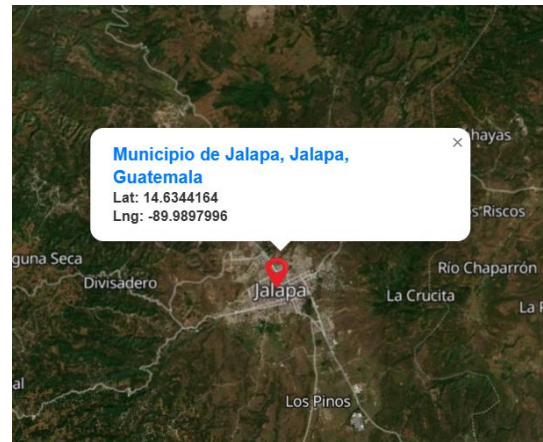 Municipio de Jalapa, Jalapa,
Guatemala
Lat: 14.6344164
Lng: -89.9897996
×
hayas
s Riscos
guna Seca
Río Chaparrón
Divisadero
Jalapa
La Crucita
La
al
Los Pinos